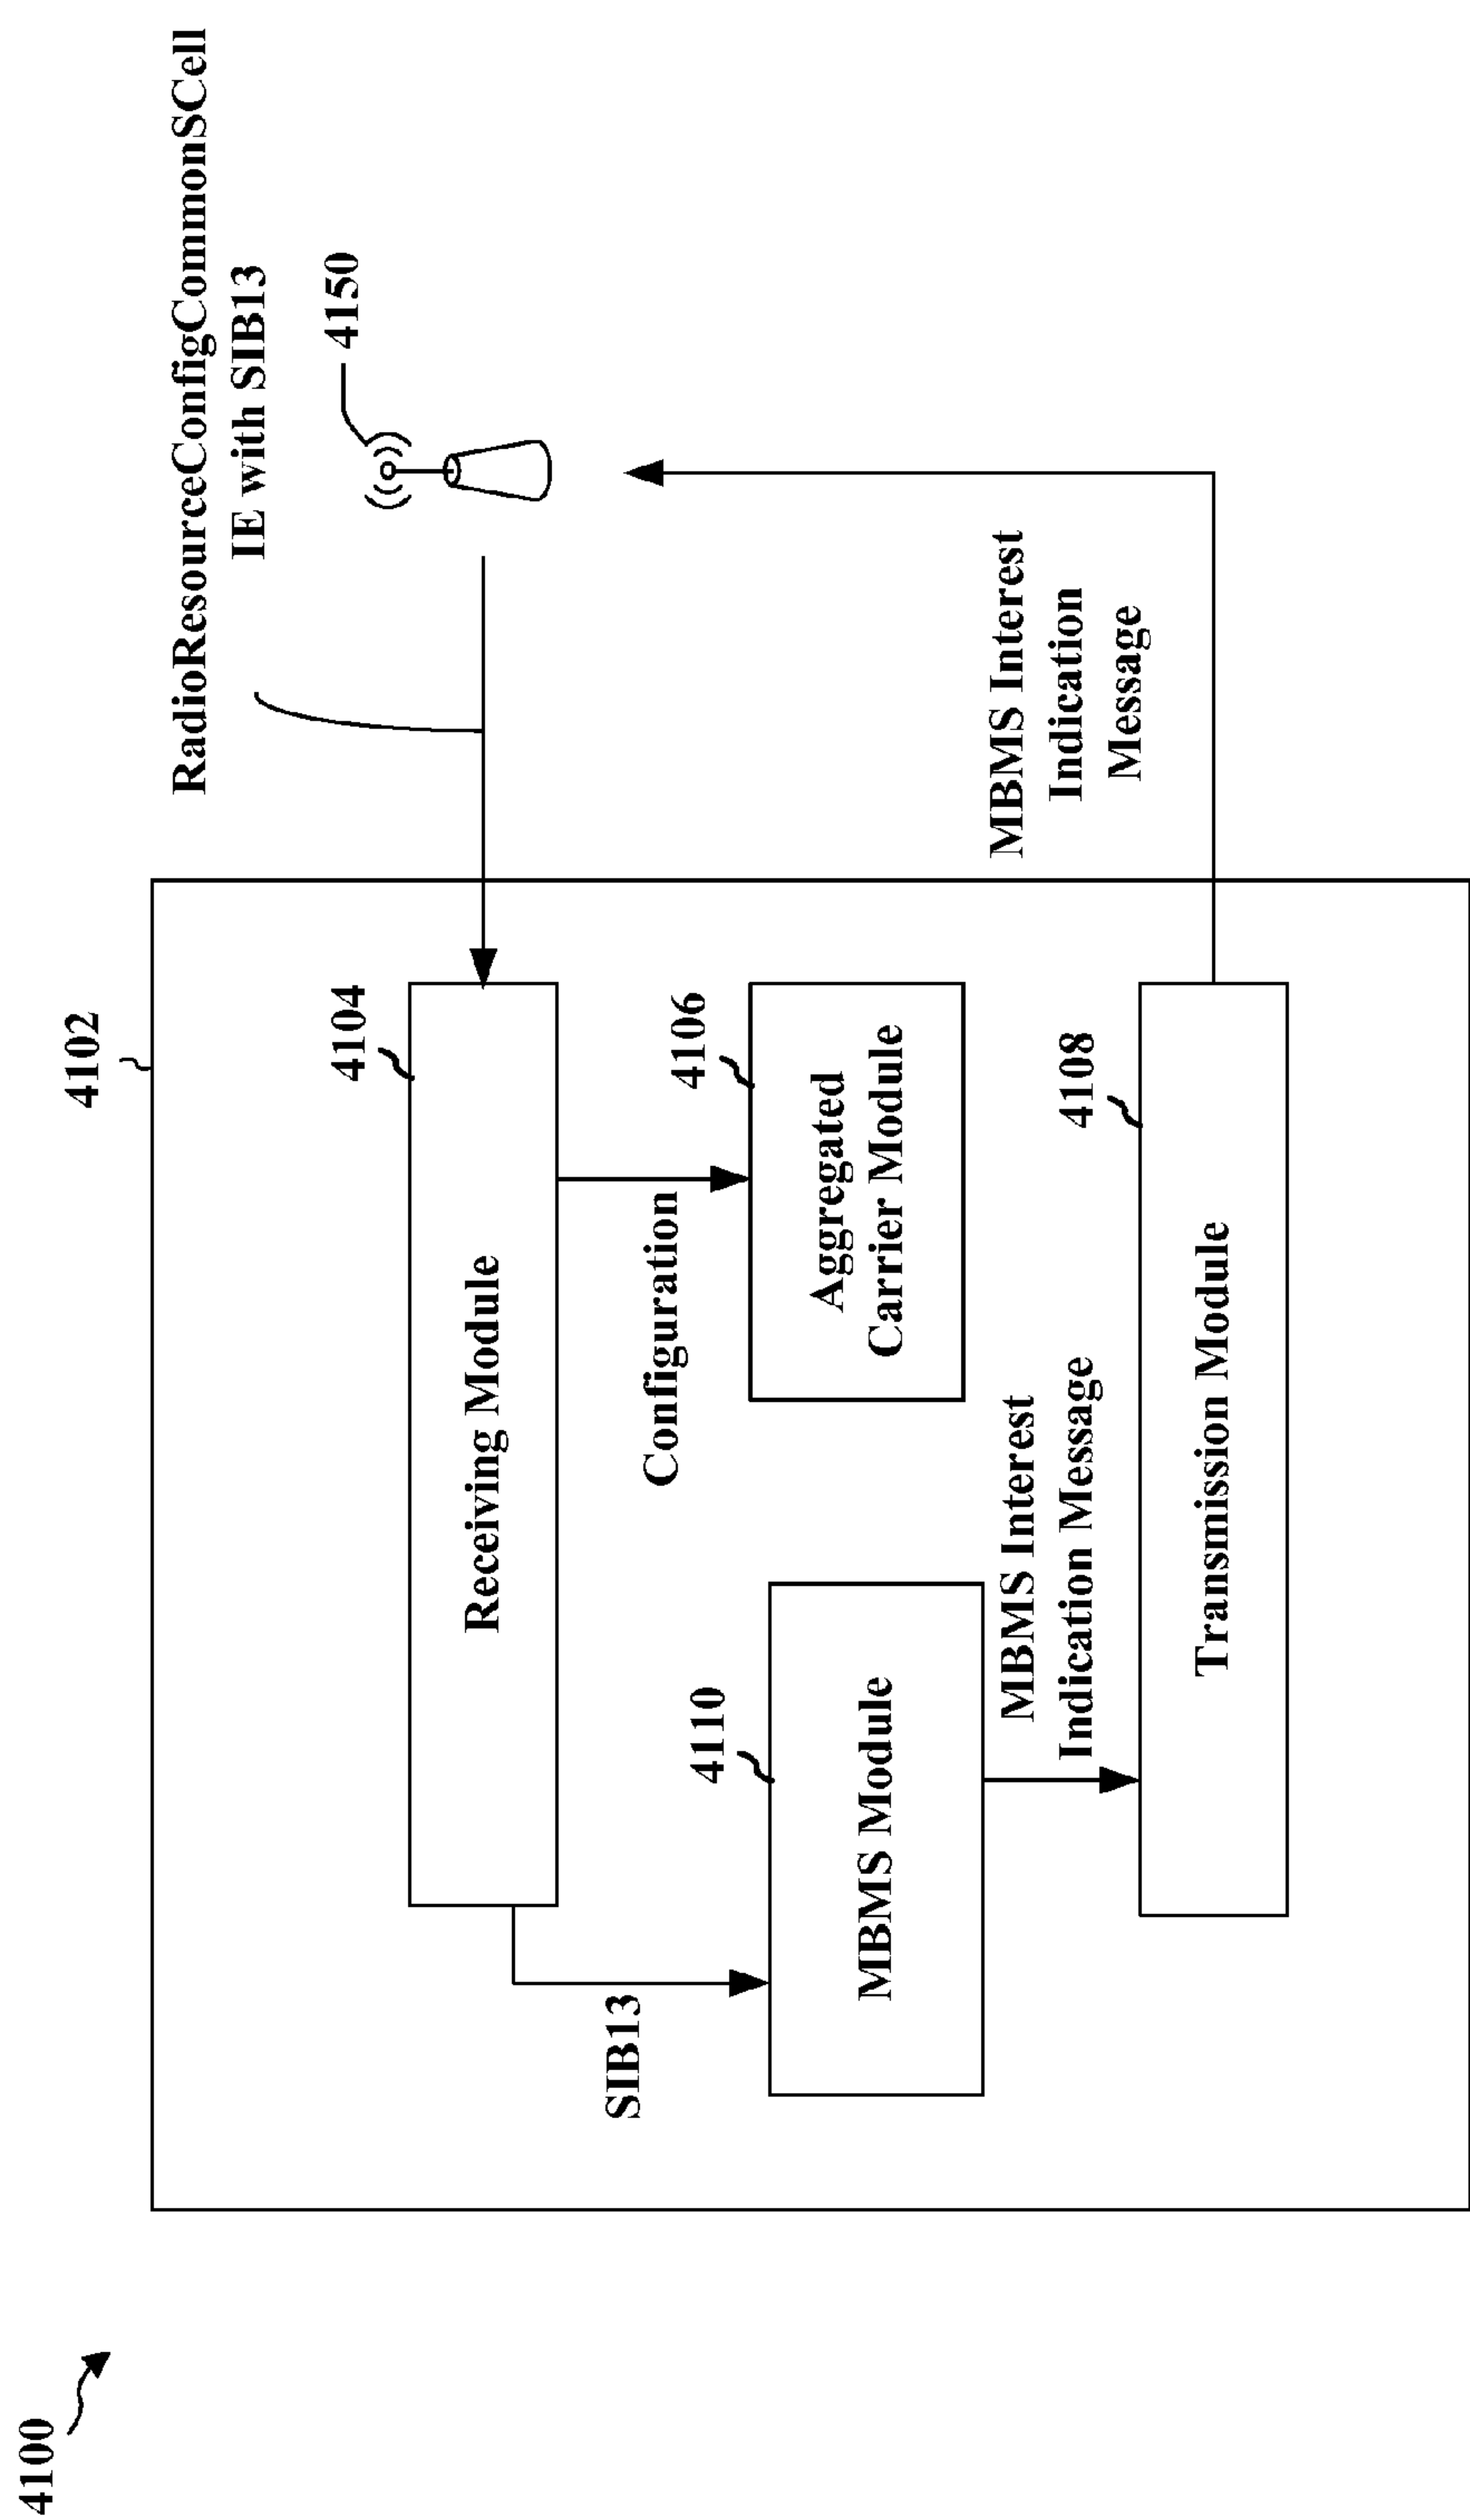 4100
4102
RadioResourceConfigCommonSCell
IE with SIB13
4150
4104
Receiving Module
SIB13
Configuration
4106
Aggregated
Carrier Module
4110
MBMS Module
MBMS Interest
Indication Message
MBMS Interest
Indication
Message
4108
Transmission Module